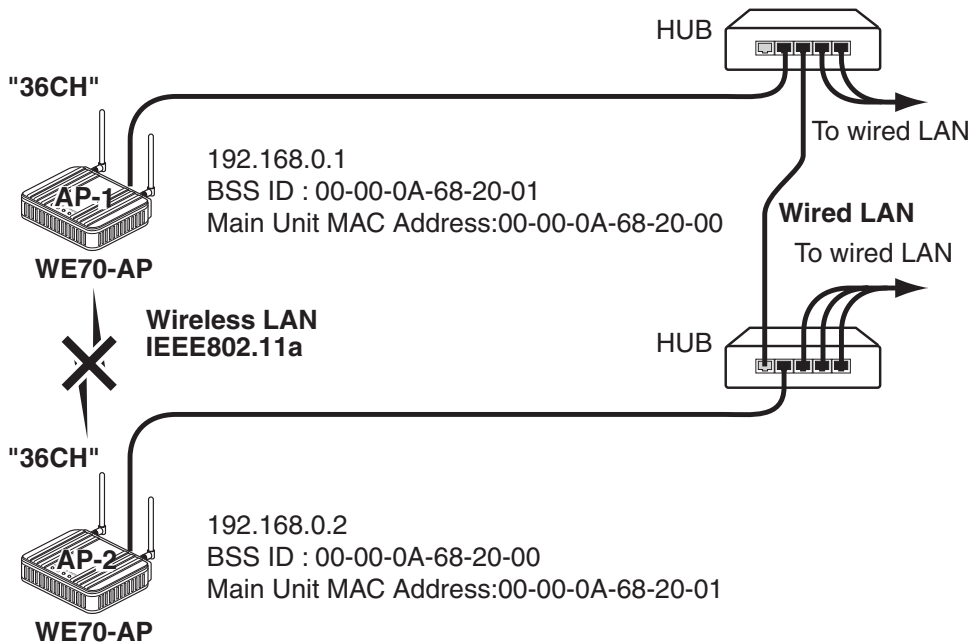 HUB
"36CH"
To wired LAN
AP-1
192.168.0.1
BSS ID : 00-00-0A-68-20-01
Main Unit MAC Address:00-00-0A-68-20-00
WE70-AP
Wired LAN
To wired LAN
Wireless LAN
IEEE802.11a
HUB
"36CH"
AP-2
192.168.0.2
BSS ID : 00-00-0A-68-20-00
Main Unit MAC Address:00-00-0A-68-20-01
WE70-AP